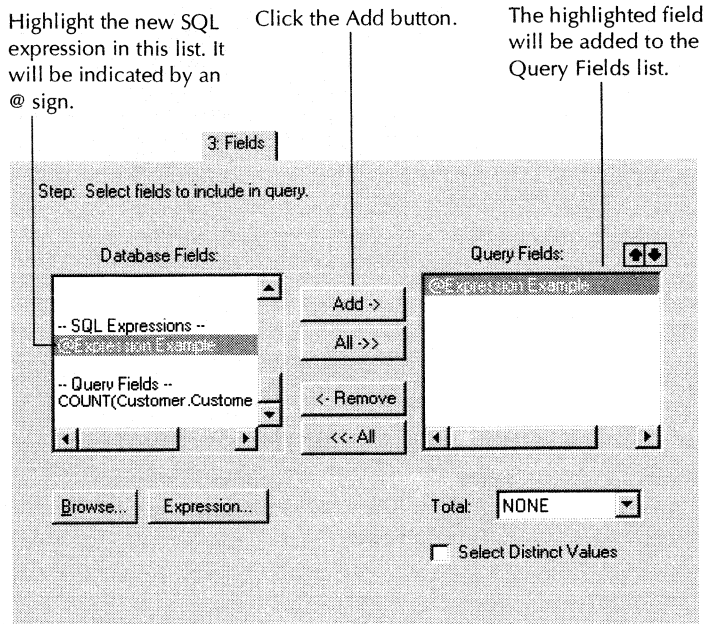 Highlight the new SQL
expression in this list. It
will be indicated by an
@ sign.
Click the Add button.
The highlighted field
will be added to the
Query Fields list.
3: Fields
Step: Select fields to include in query.
Database Fields:
Query Fields:
-- SQL Expressions --
@Expression Example
-- Query Fields --
COUNT(Customer.Custome
Add ->
All ->>
<- Remove
<<- All
@Expression Example
Browse...
Expression...
Total:
NONE
Select Distinct Values